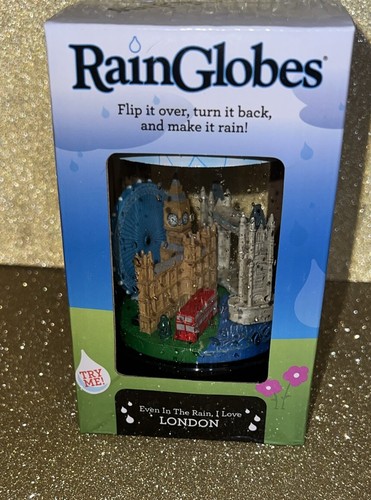 RainGlobes
Flip it over, turn it back,
and make it rain!
TRY
ME!
Even In The Rain, I Love
LONDON